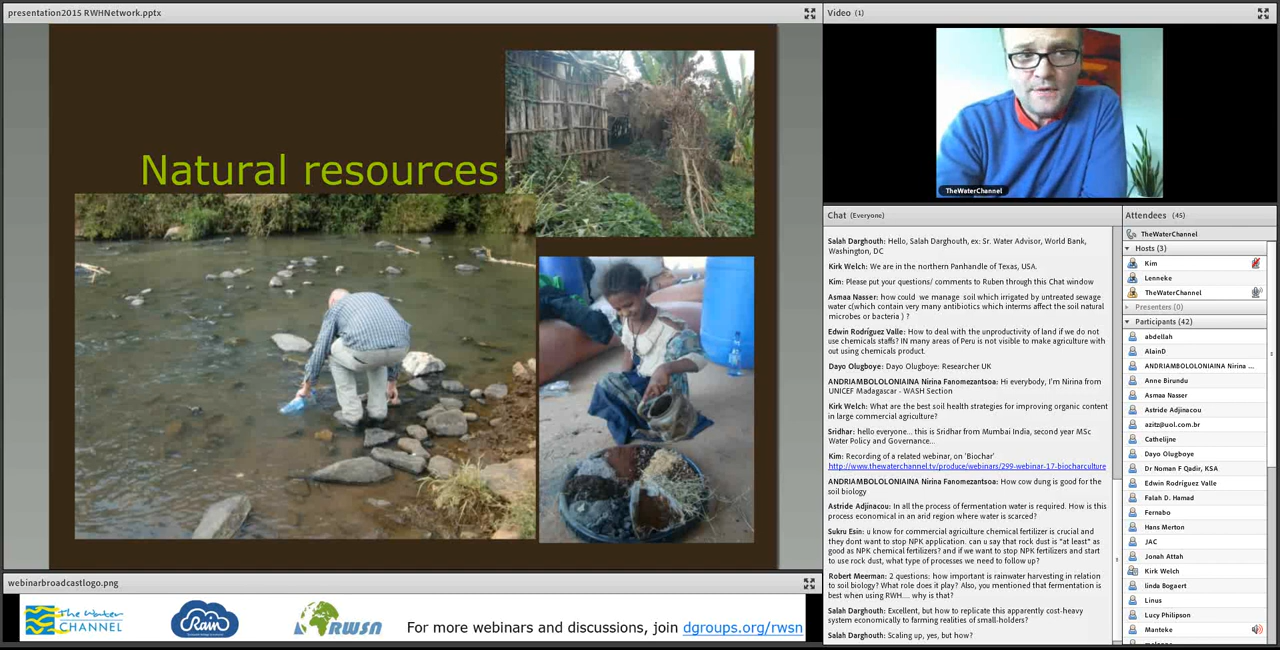 presentation2015 RWHNetwork.pptx
Natural resources
webinarbroadcastlogo.png
The Water
CHANNEL
Rain
RWSN
For more webinars and discussions, join dgroups.org/rwsn
Video (1)
TheWaterChannel
Chat (Everyone)
Salah Darghouth: Hello, Salah Darghouth, ex: Sr. Water Advisor, World Bank,
Washington, DC
Kirk Welch: We are in the northern Panhandle of Texas, USA.
Kim: Please put your questions/ comments to Ruben through this Chat window
Asmaa Nasser: how could we manage soil which irrigated by untreated sewage
water c(which contain very many antibiotics which interms affect the soil natural
microbes or bacteria ) ?
Edwin Rodríguez Valle: How to deal with the unproductivity of land if we do not
use chemicals staffs? IN many areas of Peru is not visible to make agriculture with
out using chemicals product.
Dayo Olugboye: Dayo Olugboye: Researcher UK
ANDRIAMBOLOLONIAINA Nirina Fanomezantsoa: Hi everybody, I'm Nirina from
UNICEF Madagascar - WASH Section
Kirk Welch: What are the best soil health strategies for improving organic content
in large commercial agriculture?
Sridhar: hello everyone... this is Sridhar from Mumbai India, second year MSc
Water Policy and Governance...
Kim: Recording of a related webinar, on 'Biochar'
http://www.thewaterchannel.tv/produce/webinars/299-webinar-17-biocharculture
ANDRIAMBOLOLONIAINA Nirina Fanomezantsoa: How cow dung is good for the
soil biology
Astride Adjinacou: In all the process of fermentation water is required. How is this
process economical in an arid region where water is scarced?
Sukru Esin: u know for commercial agriculture chemical fertilizer is crucial and
they dont want to stop NPK application. can u say that rock dust is "at least" as
good as NPK chemical fertilizers? and if we want to stop NPK fertilizers and start
to use rock dust, what type of processes we need to follow up?
Robert Meerman: 2 questions: how important is rainwater harvesting in relation
to soil biology? What role does it play? Also, you mentioned that fermentation is
best when using RWH.... why is that?
Salah Darghouth: Excellent, but how to replicate this apparently cost-heavy
system economically to farming realities of small-holders?
Salah Darghouth: Scaling up, yes, but how?
Attendees (45)
TheWaterChannel
Hosts (3)
Kim
Lenneke
TheWaterChannel
Presenters (0)
Participants (42)
abdellah
AlainD
ANDRIAMBOLOLONIAINA Nirina ...
Anne Birundu
Asmaa Nasser
Astride Adjinacou
azitz@uol.com.br
Cathelijne
Dayo Olugboye
Dr Noman F Qadir, KSA
Edwin Rodríguez Valle
Falah D. Hamad
Fernabo
Hans Merton
JAC
Jonah Attah
Kirk Welch
linda Bogaert
Linus
Lucy Philipson
Manteke